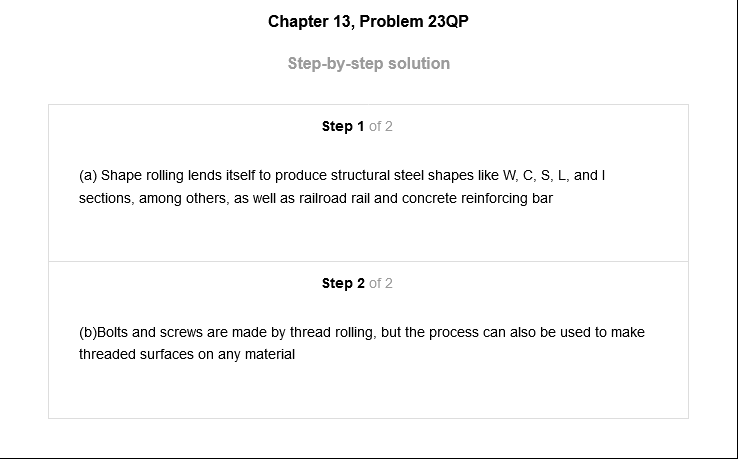 Chapter 13, Problem 23QP
Step-by-step solution
Step 1 of 2
(a) Shape rolling lends itself to produce structural steel shapes like W, C, S, L, and I
sections, among others, as well as railroad rail and concrete reinforcing bar
Step 2 of 2
(b)Bolts and screws are made by thread rolling, but the process can also be used to make
threaded surfaces on any material